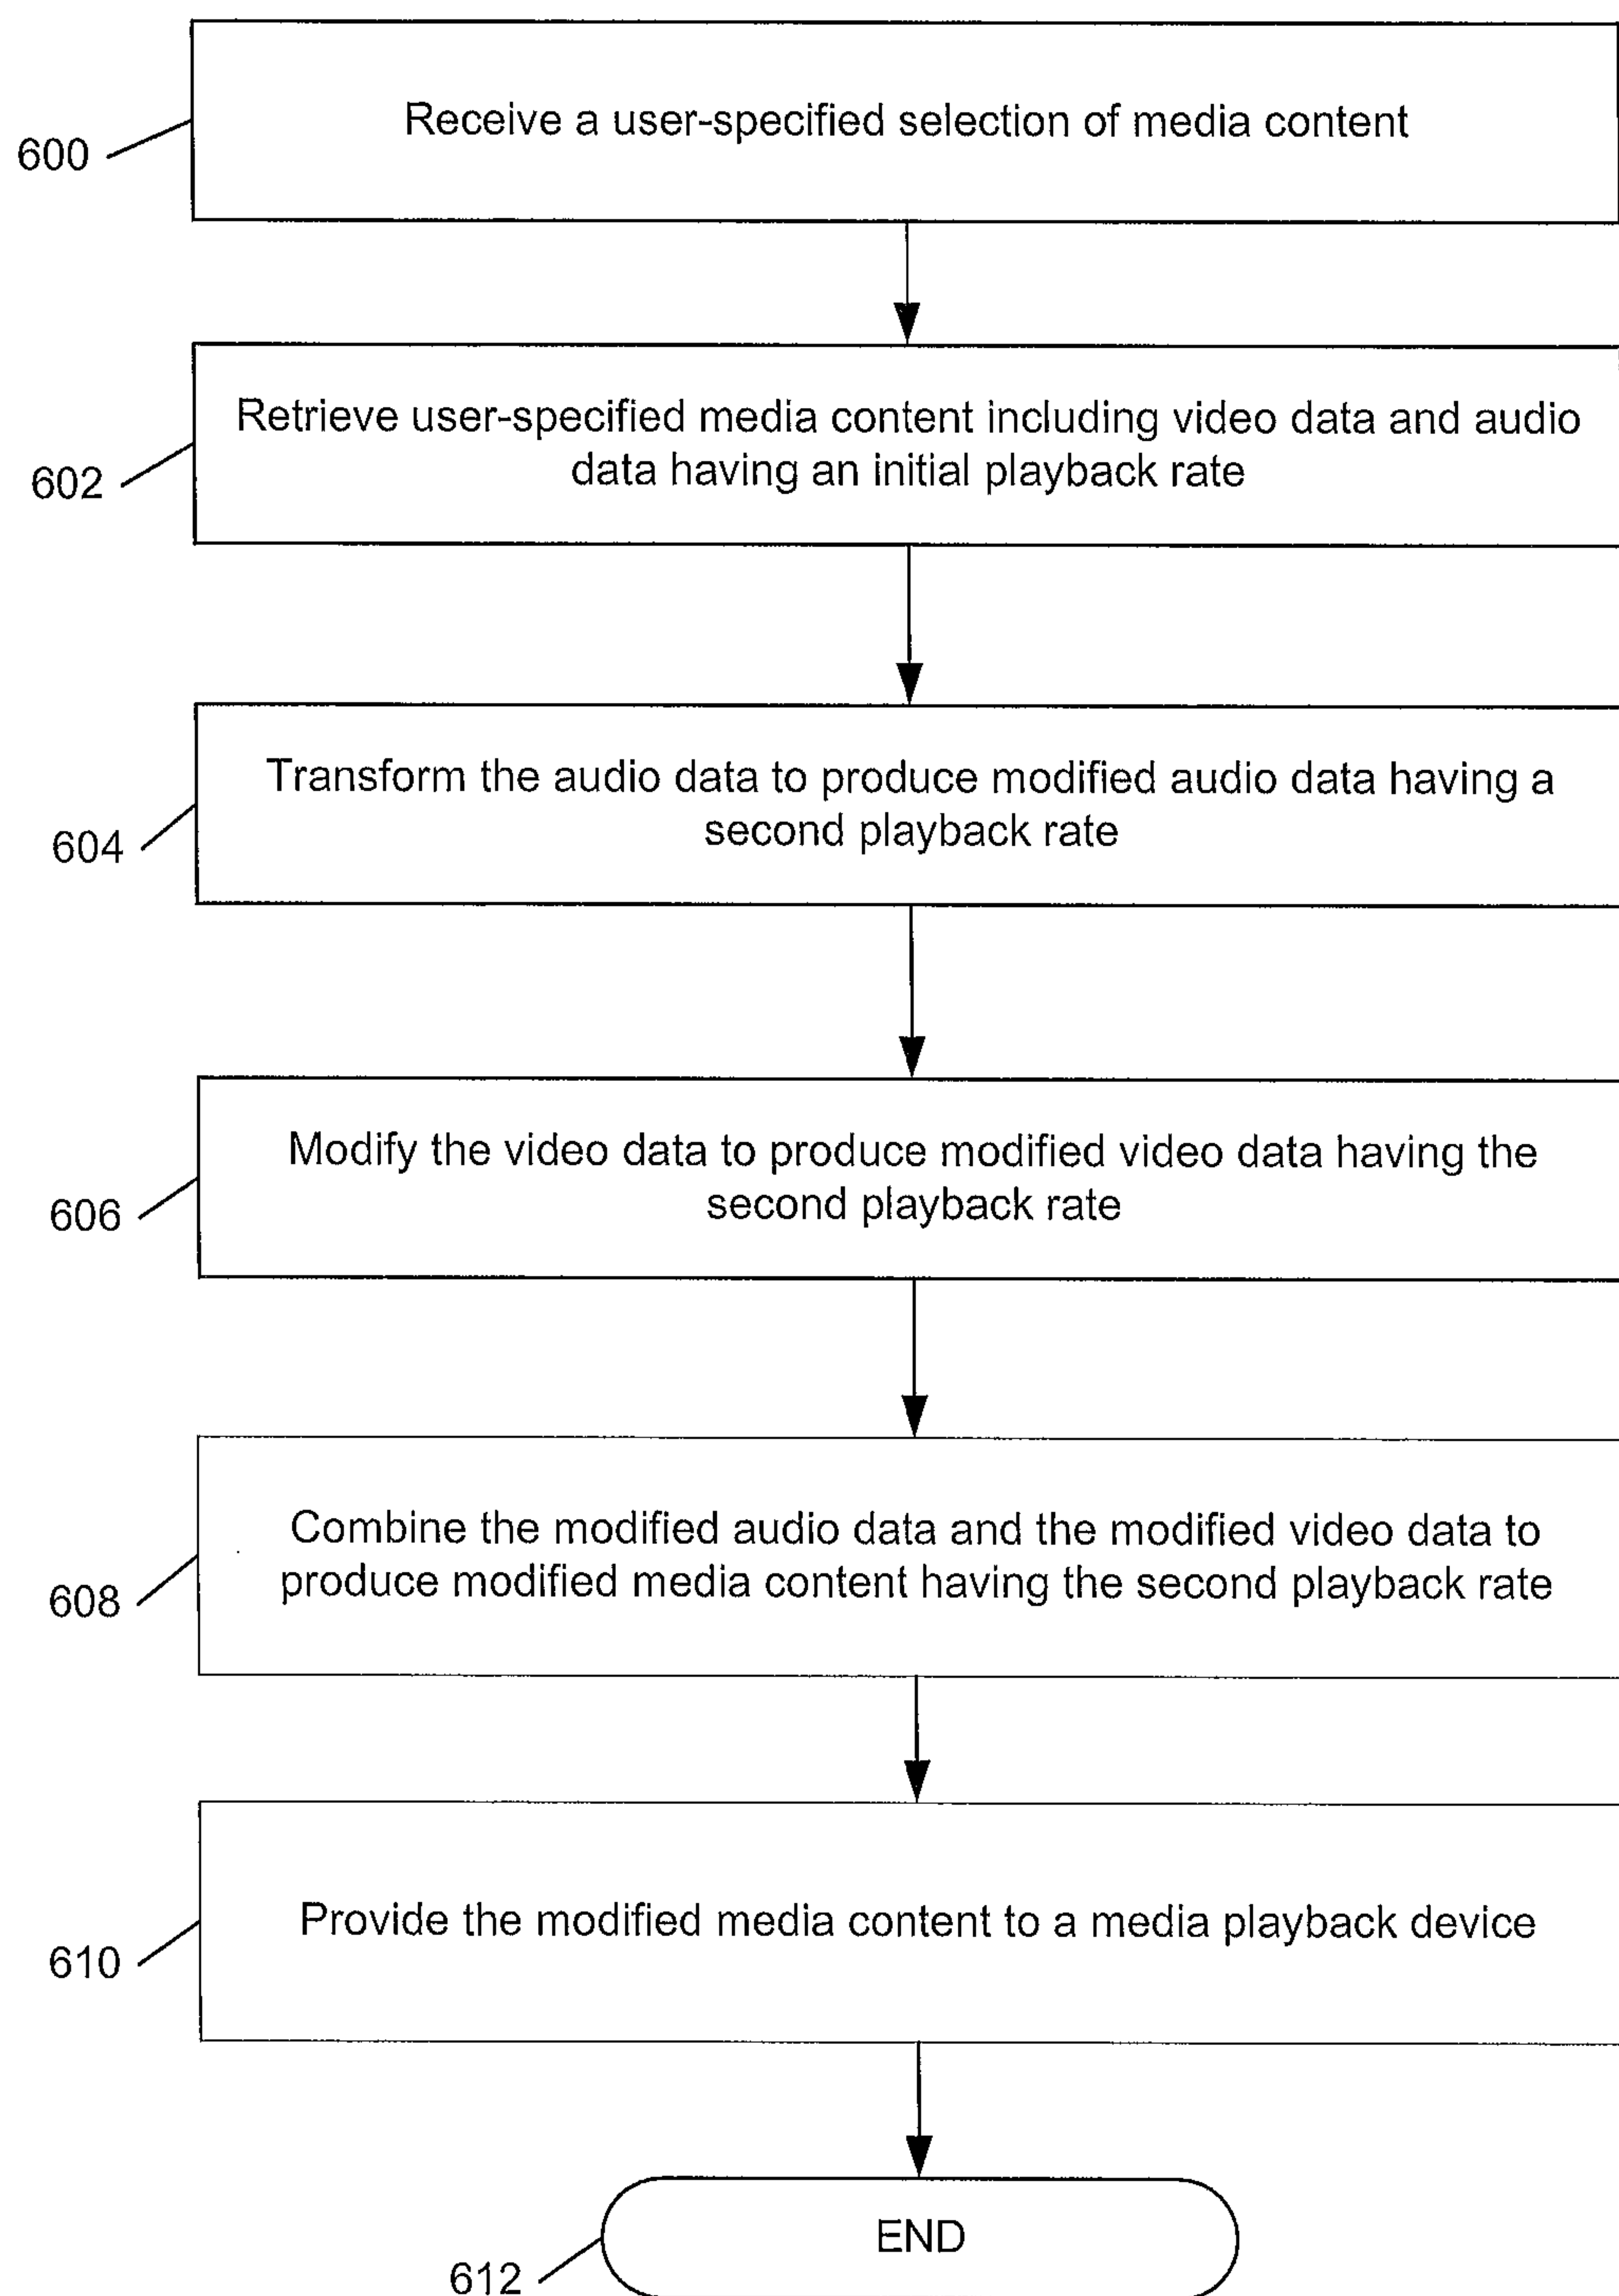 Receive a user-specified selection of media content
600
Retrieve user-specified media content including video data and audio
data having an initial playback rate
602
Transform the audio data to produce modified audio data having a
second playback rate
604
Modify the video data to produce modified video data having the
second playback rate
606
Combine the modified audio data and the modified video data to
produce modified media content having the second playback rate
608
Provide the modified media content to a media playback device
610
END
612